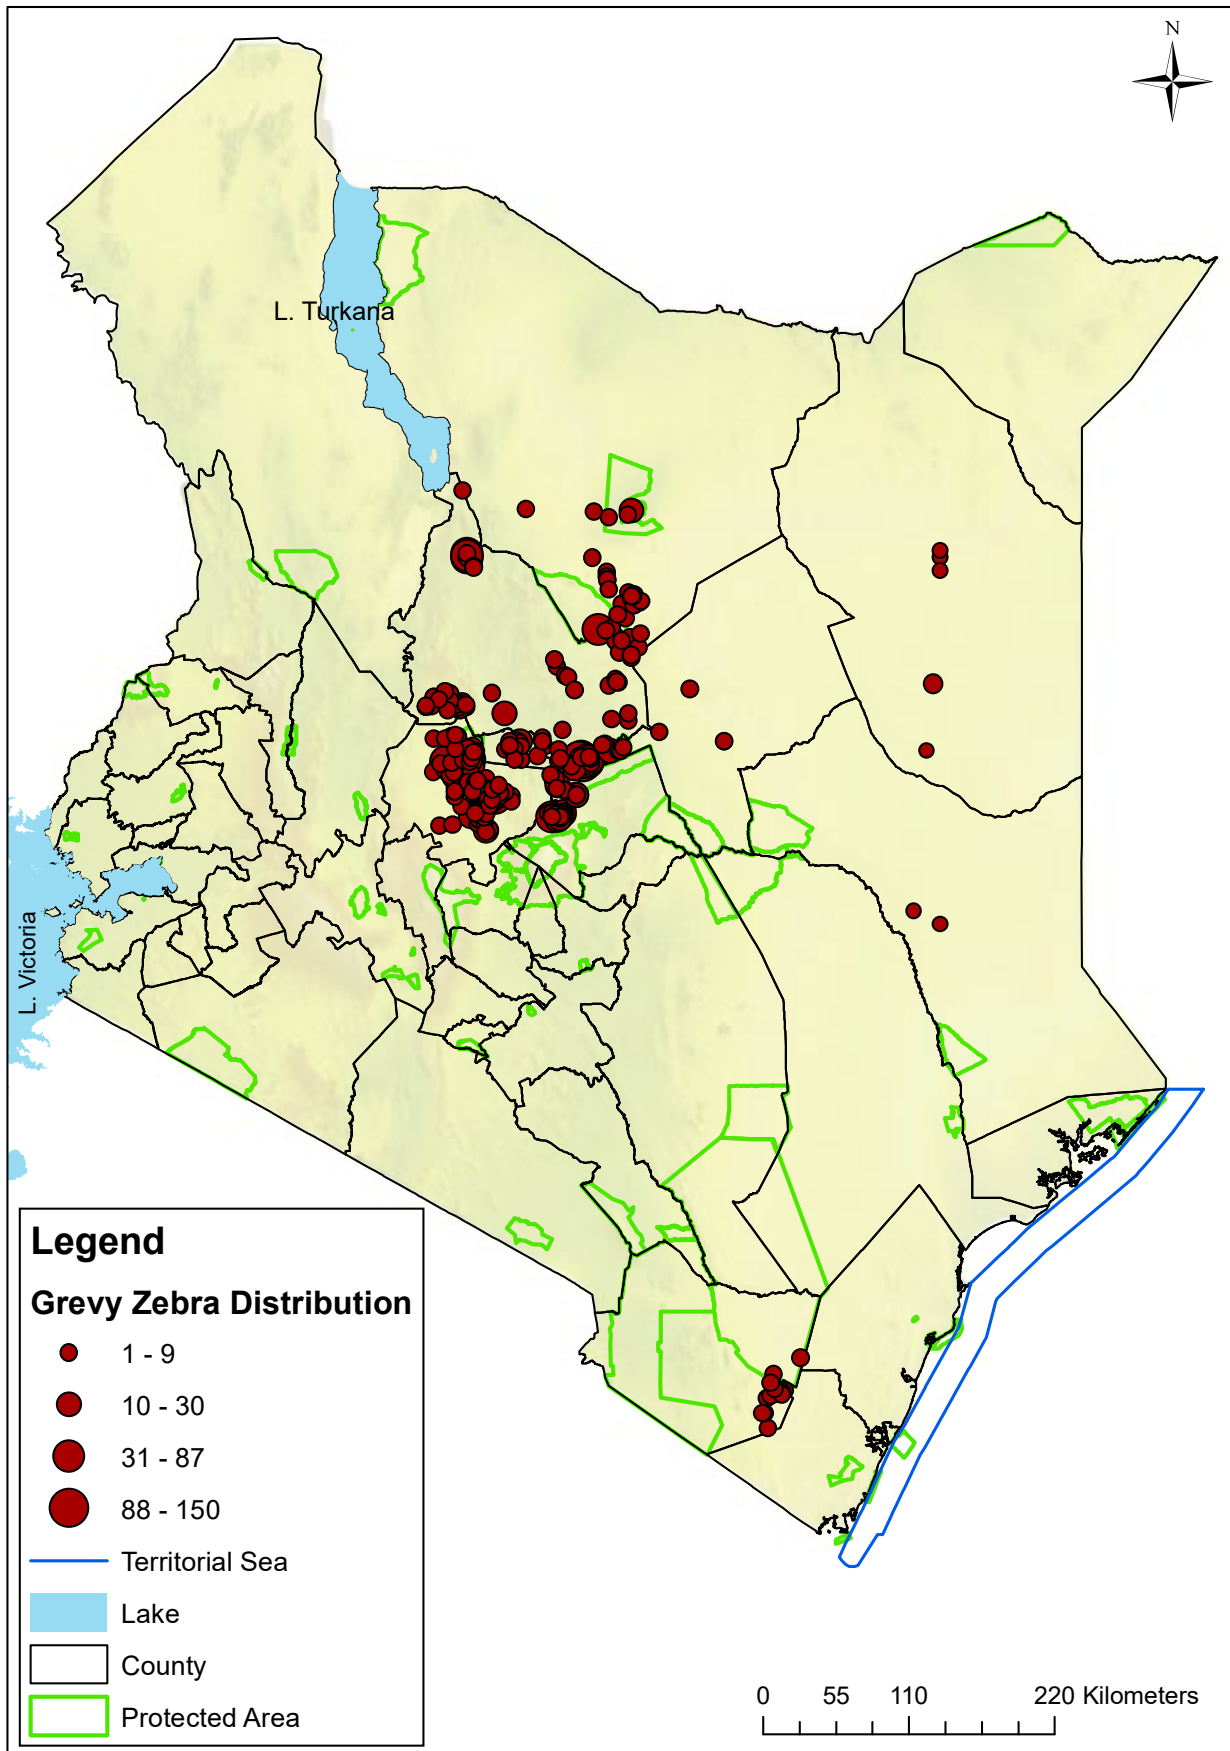 N
L. Turkana
L. Victoria
Legend
Grevy Zebra Distribution
1 - 9
10 - 30
31 - 87
88 - 150
Territorial Sea
Lake
County
Protected Area
0 55 110 220 Kilometers